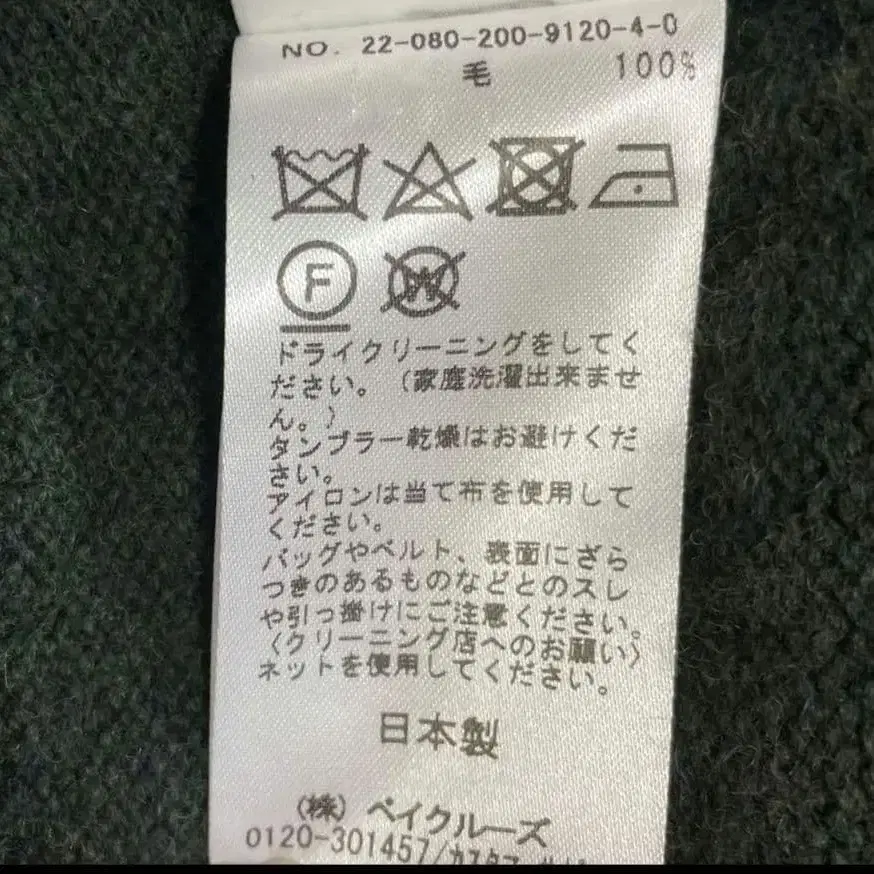 NO. 22-080-200-9120-4-0
毛 100%
F
W
ドライクリーニングをしてく
ださい。(家庭洗濯出来ませ
ん。)
タンブラー乾燥はお避けくだ
さい。
アイロンは当て布を使用して
ください。
バッグやベルト、表面にざら
つきのあるものなどとのスレ
や引っ掛けにご注意ください。
〈クリーニング店へのお願い〉
ネットを使用してください。
日本製
(株) ベイクルーズ
0120-301457/カスタマー